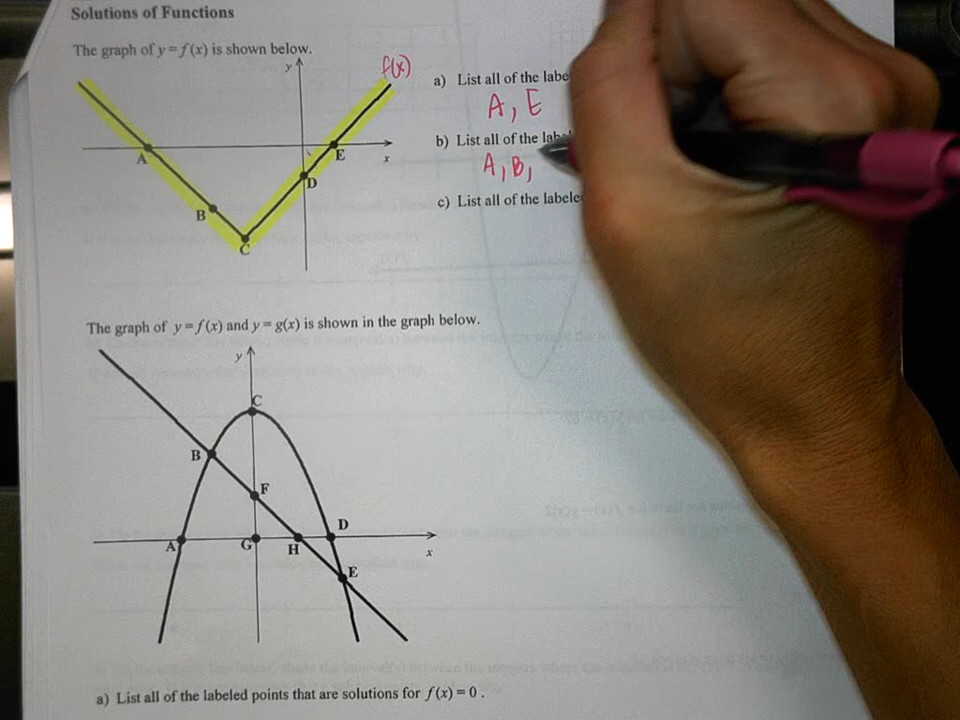 Solutions of Functions
The graph of y = f(x) is shown below.
y
f(x)
A
B
C
D
E
x
a) List all of the labe
A, E
b) List all of the
A, B,
c) List all of the labele
The graph of y = f(x) and y = g(x) is shown in the graph below.
y
C
B
F
D
A
G
H
x
E
a) List all of the labeled points that are solutions for f(x) = 0 .